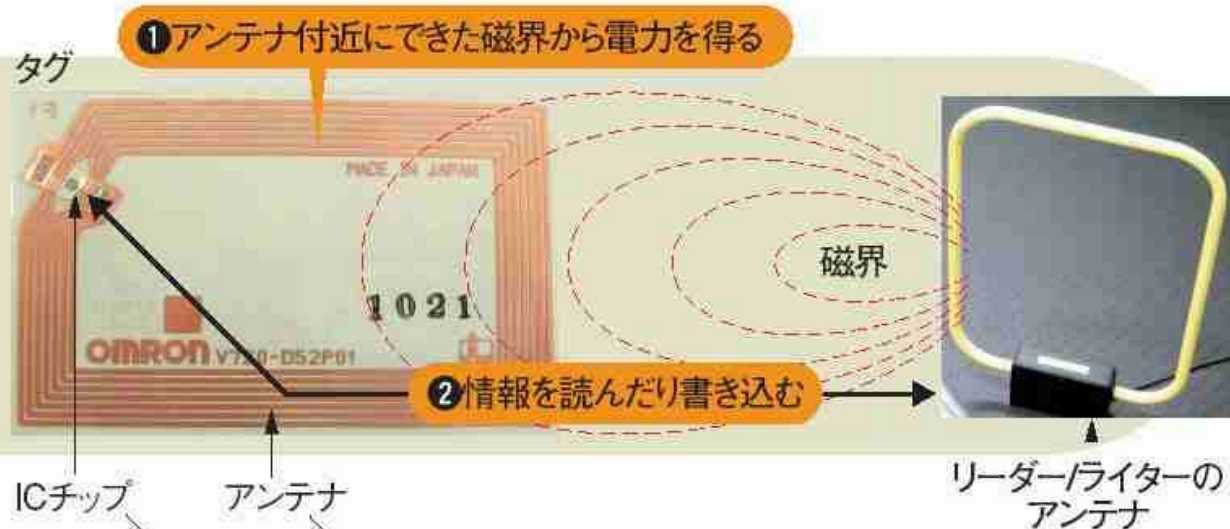 ❶アンテナ付近にできた磁界から電力を得る
タグ
MADE IN JAPAN
磁界
1021
OMRON V720-D52P01
❷情報を読んだり書き込む
ICチップ
アンテナ
リーダー/ライターの
アンテナ